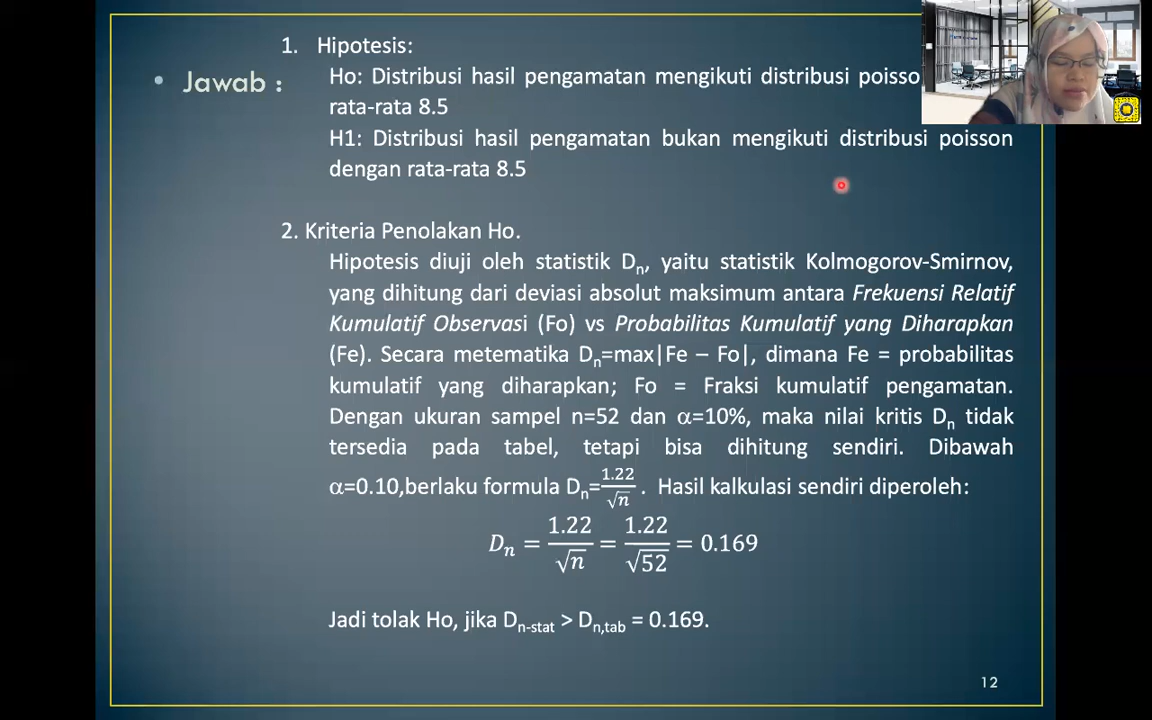 1. Hipotesis:
• Jawab :
Ho: Distribusi hasil pengamatan mengikuti distribusi poisso
rata-rata 8.5
H1: Distribusi hasil pengamatan bukan mengikuti distribusi poisson
dengan rata-rata 8.5
2. Kriteria Penolakan Ho.
Hipotesis diuji oleh statistik Dn, yaitu statistik Kolmogorov-Smirnov,
yang dihitung dari deviasi absolut maksimum antara Frekuensi Relatif
Kumulatif Observasi (Fo) vs Probabilitas Kumulatif yang Diharapkan
(Fe). Secara metematika Dn=max|Fe – Fo|, dimana Fe = probabilitas
kumulatif yang diharapkan; Fo = Fraksi kumulatif pengamatan.
Dengan ukuran sampel n=52 dan α=10%, maka nilai kritis Dn tidak
tersedia pada tabel, tetapi bisa dihitung sendiri. Dibawah
α=0.10,berlaku formula Dn=1.22/√n . Hasil kalkulasi sendiri diperoleh:
Dn = 1.22/√n = 1.22/√52 = 0.169
Jadi tolak Ho, jika Dn-stat > Dn,tab = 0.169.
12